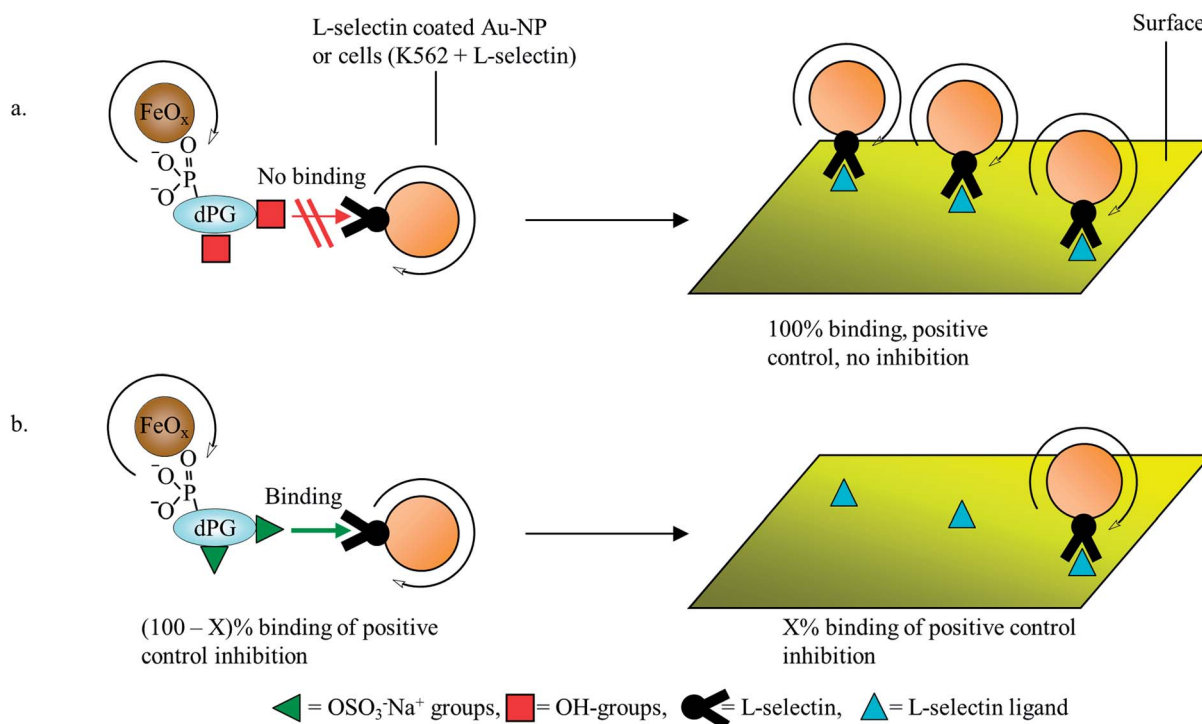 L-selectin coated Au-NP
or cells (K562 + L-selectin)
Surface
a.
FeOₓ
O
⁻O
P
⁻O
dPG
No binding
100% binding, positive
control, no inhibition
b.
FeOₓ
O
⁻O
P
⁻O
dPG
Binding
(100 – X)% binding of positive
control inhibition
X% binding of positive control
inhibition
= OSO₃⁻Na⁺ groups, = OH-groups, = L-selectin, = L-selectin ligand